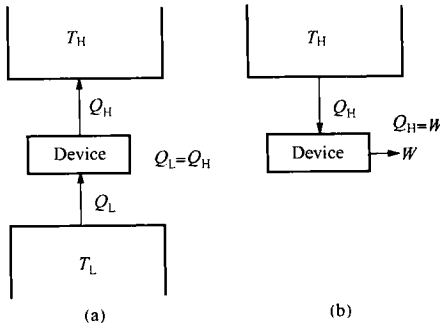 T_H
Q_H
Device
Q_L=Q_H
Q_L
T_L
(a)
T_H
Q_H
Q_H=W
Device
W
(b)